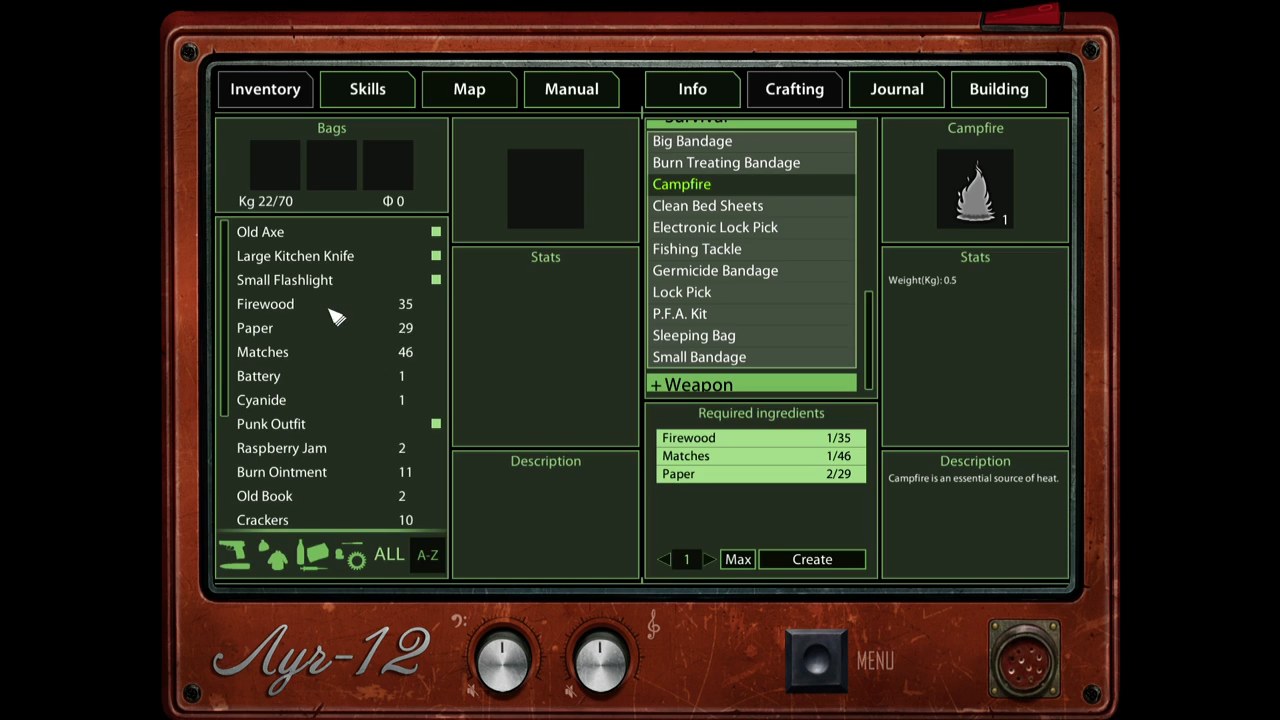 Inventory
Skills
Map
Manual
Info
Crafting
Journal
Building
Bags
Kg 22/70
Ф 0
Old Axe
Large Kitchen Knife
Small Flashlight
Firewood 35
Paper 29
Matches 46
Battery 1
Cyanide 1
Punk Outfit
Raspberry Jam 2
Burn Ointment 11
Old Book 2
Crackers 10
ALL
A-Z
Stats
Description
Survival
Big Bandage
Burn Treating Bandage
Campfire
Clean Bed Sheets
Electronic Lock Pick
Fishing Tackle
Germicide Bandage
Lock Pick
P.F.A. Kit
Sleeping Bag
Small Bandage
+ Weapon
Required ingredients
Firewood 1/35
Matches 1/46
Paper 2/29
1
Max
Create
Campfire
1
Stats
Weight(Kg): 0.5
Description
Campfire is an essential source of heat.
Луч-12
MENU